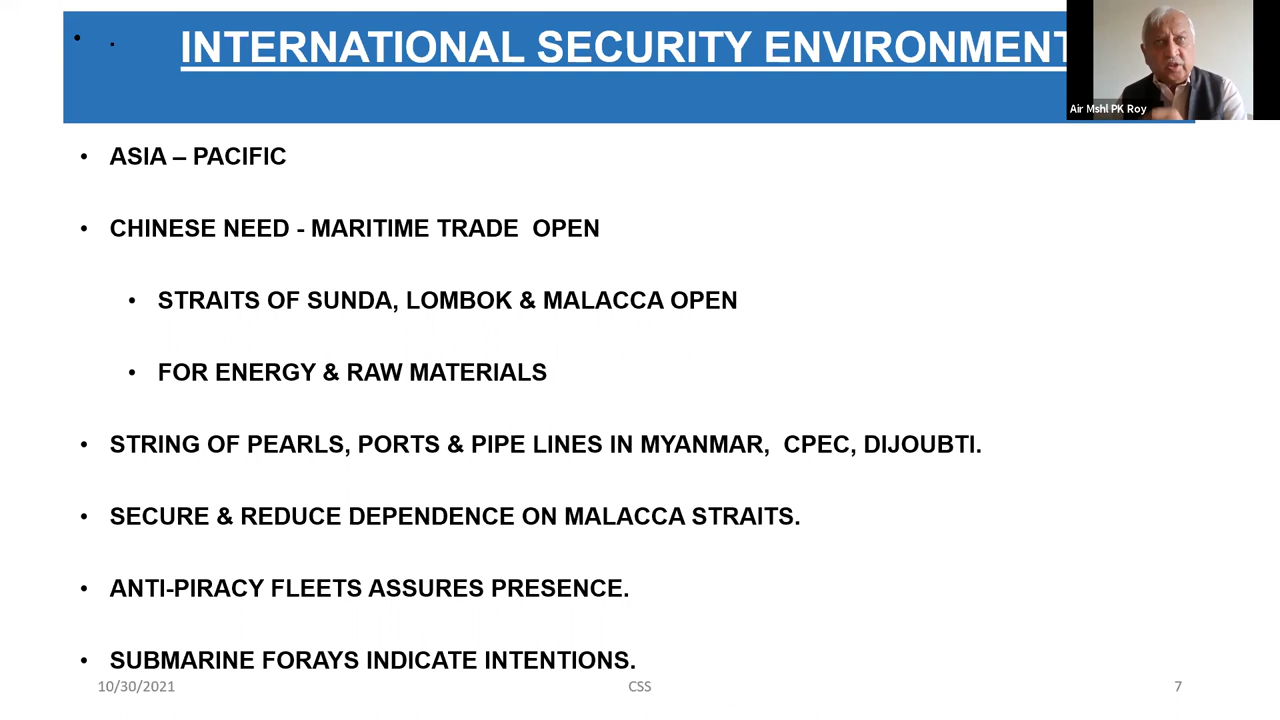 INTERNATIONAL SECURITY ENVIRONMENT
Air Mshl PK Roy
• ASIA – PACIFIC
• CHINESE NEED - MARITIME TRADE OPEN
• STRAITS OF SUNDA, LOMBOK & MALACCA OPEN
• FOR ENERGY & RAW MATERIALS
• STRING OF PEARLS, PORTS & PIPE LINES IN MYANMAR, CPEC, DIJOUBTI.
• SECURE & REDUCE DEPENDENCE ON MALACCA STRAITS.
• ANTI-PIRACY FLEETS ASSURES PRESENCE.
• SUBMARINE FORAYS INDICATE INTENTIONS.
10/30/2021 CSS 7